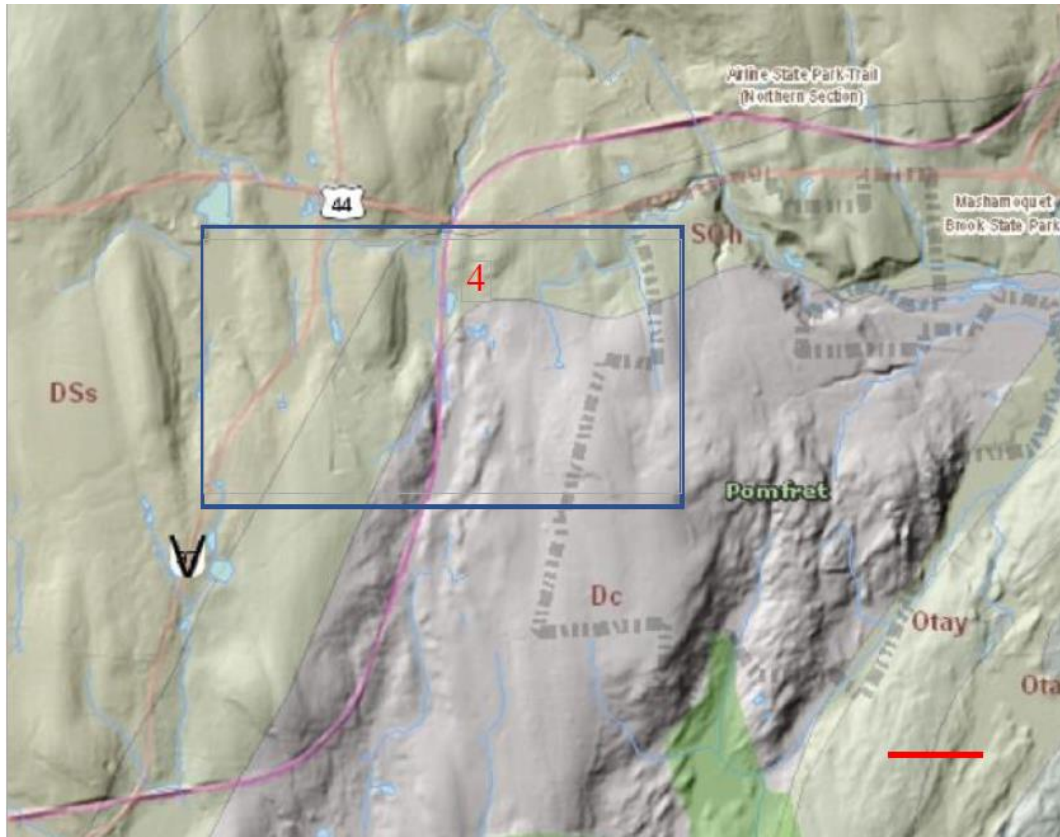 Airline State Park Trail
(Northern Section)
44
Mashamoquet
Brook State Park
SOh
4
DSs
Pomfret
Dc
Otay
Ota